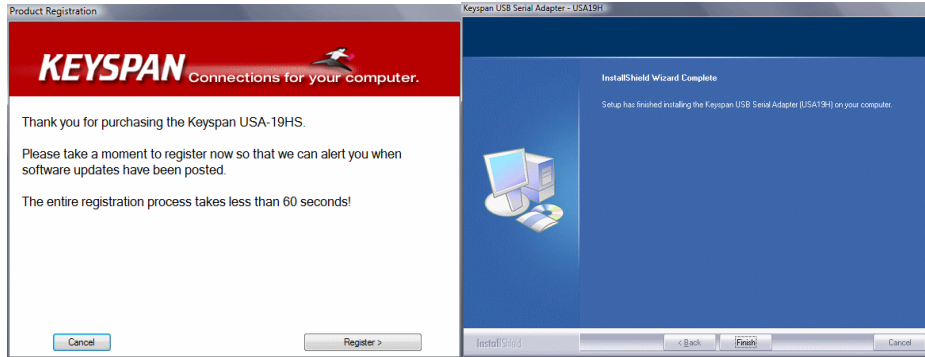 Product Registration
KEYSPAN Connections for your computer.
Thank you for purchasing the Keyspan USA-19HS.
Please take a moment to register now so that we can alert you when
software updates have been posted.
The entire registration process takes less than 60 seconds!
Cancel
Register >
Keyspan USB Serial Adapter - USA19H
InstallShield Wizard Complete
Setup has finished installing the Keyspan USB Serial Adapter (USA19H) on your computer.
InstallShield
< Back
Finish
Cancel